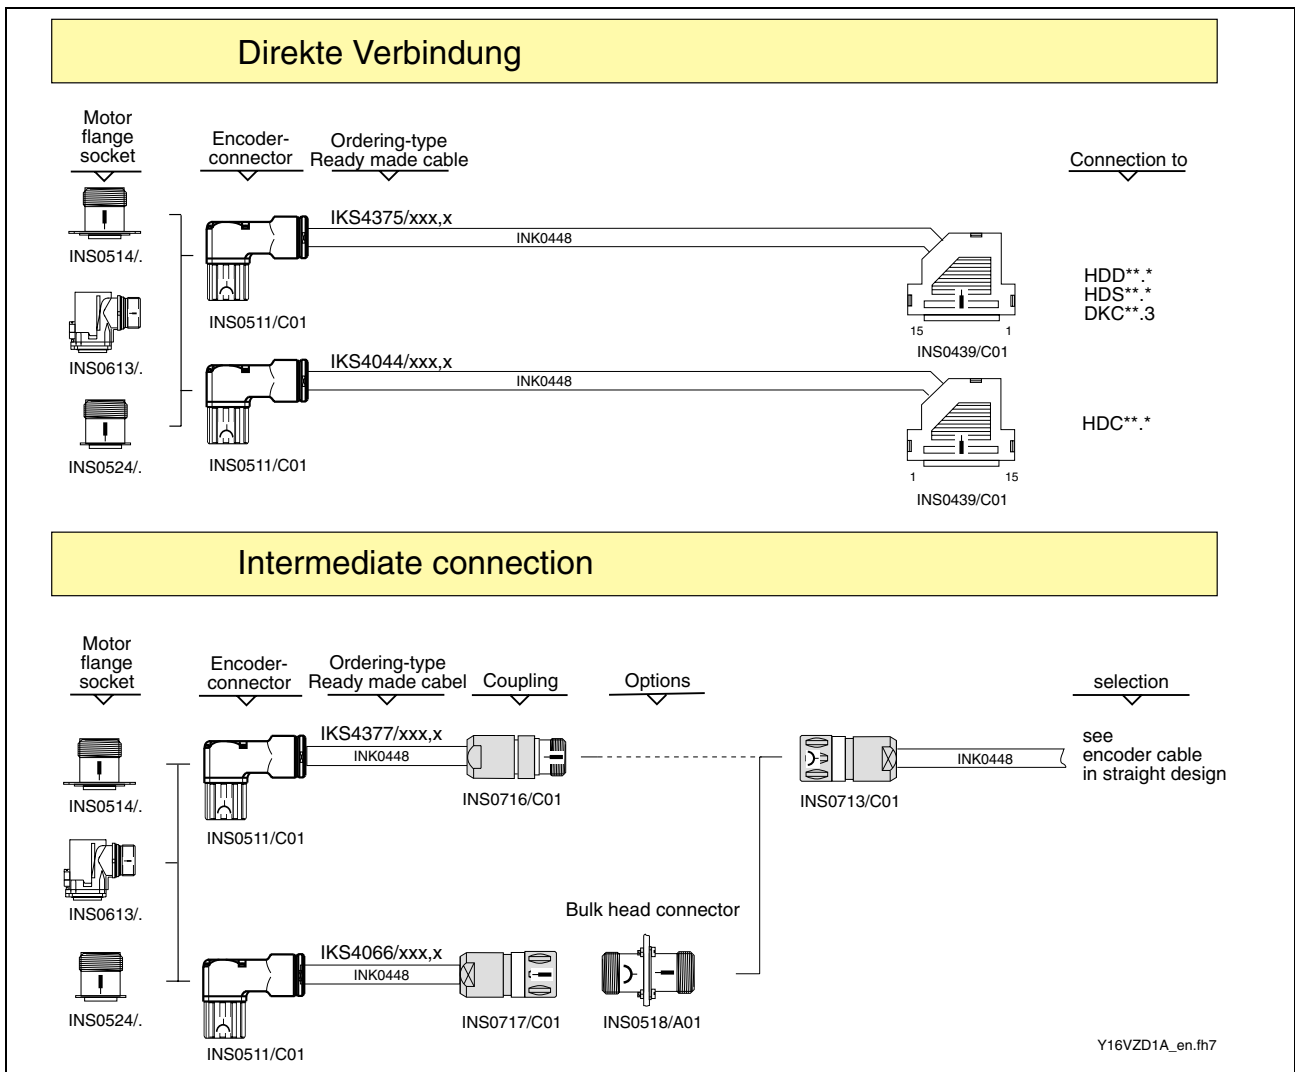 Direkte Verbindung
Motor
flange
socket
Encoder-
connector
Ordering-type
Ready made cable
Connection to
INS0514/.
INS0613/.
INS0524/.
IKS4375/xxx,x
INK0448
INS0511/C01
15 1
INS0439/C01
HDD**.*
HDS**.*
DKC**.3
IKS4044/xxx,x
INK0448
INS0511/C01
1 15
INS0439/C01
HDC**.*
Intermediate connection
Motor
flange
socket
Encoder-
connector
Ordering-type
Ready made cabel
Coupling
Options
selection
INS0514/.
INS0613/.
INS0524/.
IKS4377/xxx,x
INK0448
INS0511/C01
INS0716/C01
INS0713/C01
INK0448
see
encoder cable
in straight design
Bulk head connector
IKS4066/xxx,x
INK0448
INS0511/C01
INS0717/C01
INS0518/A01
Y16VZD1A_en.fh7